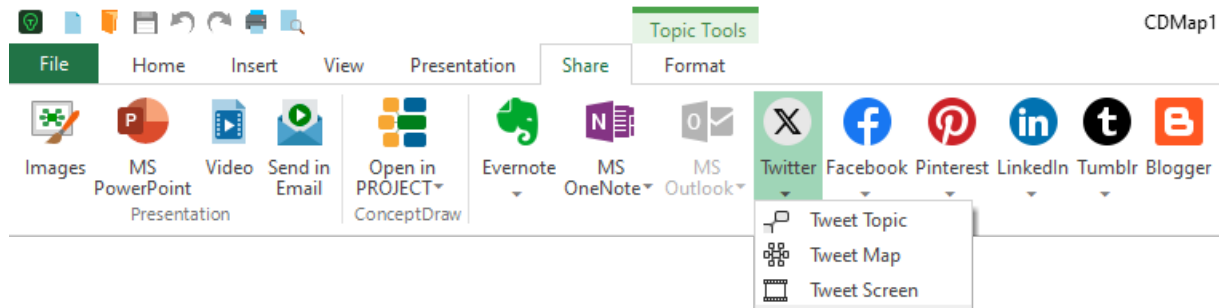 Topic Tools
CDMap1
File Home Insert View Presentation Share Format
Images MS PowerPoint Video Send in Email Open in PROJECT Evernote MS OneNote MS Outlook Twitter Facebook Pinterest LinkedIn Tumblr Blogger
Presentation ConceptDraw
Tweet Topic
Tweet Map
Tweet Screen